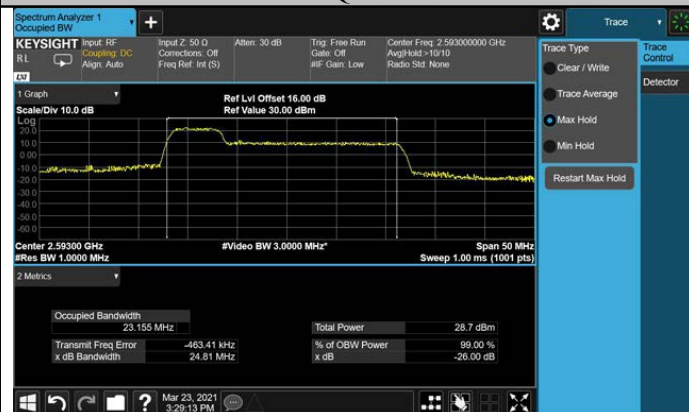 Spectrum Analyzer 1
Occupied BW
Trace
KEYSIGHT
RL
LXI
Input: RF
Coupling: DC
Align: Auto
Input Z: 50 Ω
Corrections: Off
Freq Ref: Int (S)
Atten: 30 dB
Trig: Free Run
Gate: Off
#IF Gain: Low
Center Freq: 2.593000000 GHz
Avg|Hold:>10/10
Radio Std: None
Trace Type
Clear / Write
Trace Average
Max Hold
Min Hold
Restart Max Hold
Trace
Control
Detector
1 Graph
Scale/Div 10.0 dB
Ref Lvl Offset 16.00 dB
Ref Value 30.00 dBm
Log
20.0
10.0
0.00
-10.0
-20.0
-30.0
-40.0
-50.0
-60.0
Center 2.59300 GHz
#Res BW 1.0000 MHz
#Video BW 3.0000 MHz*
Span 50 MHz
Sweep 1.00 ms (1001 pts)
2 Metrics
Occupied Bandwidth
23.155 MHz
Transmit Freq Error -463.41 kHz
x dB Bandwidth 24.81 MHz
Total Power 28.7 dBm
% of OBW Power 99.00 %
x dB -26.00 dB
?
Mar 23, 2021
3:29:13 PM